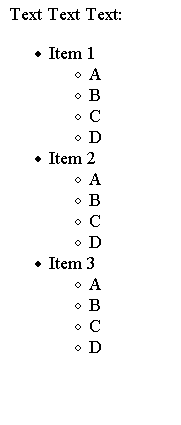 Text Text Text:
• Item 1
◦ A
◦ B
◦ C
◦ D
• Item 2
◦ A
◦ B
◦ C
◦ D
• Item 3
◦ A
◦ B
◦ C
◦ D